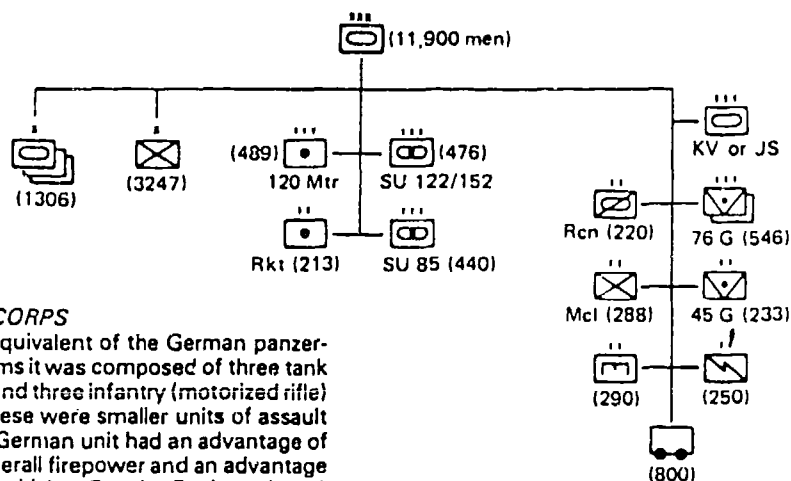 (11,900 men)
(1306)
(3247)
(489)
120 Mtr
(476)
SU 122/152
Rkt (213)
SU 85 (440)
KV or JS
Rcn (220)
76 G (546)
Mcl (288)
45 G (233)
(290)
(250)
(800)
CORPS
quivalent of the German panzer-
ms it was composed of three tank
nd three infantry (motorized rifle)
ese were smaller units of assault
German unit had an advantage of
erall firepower and an advantage